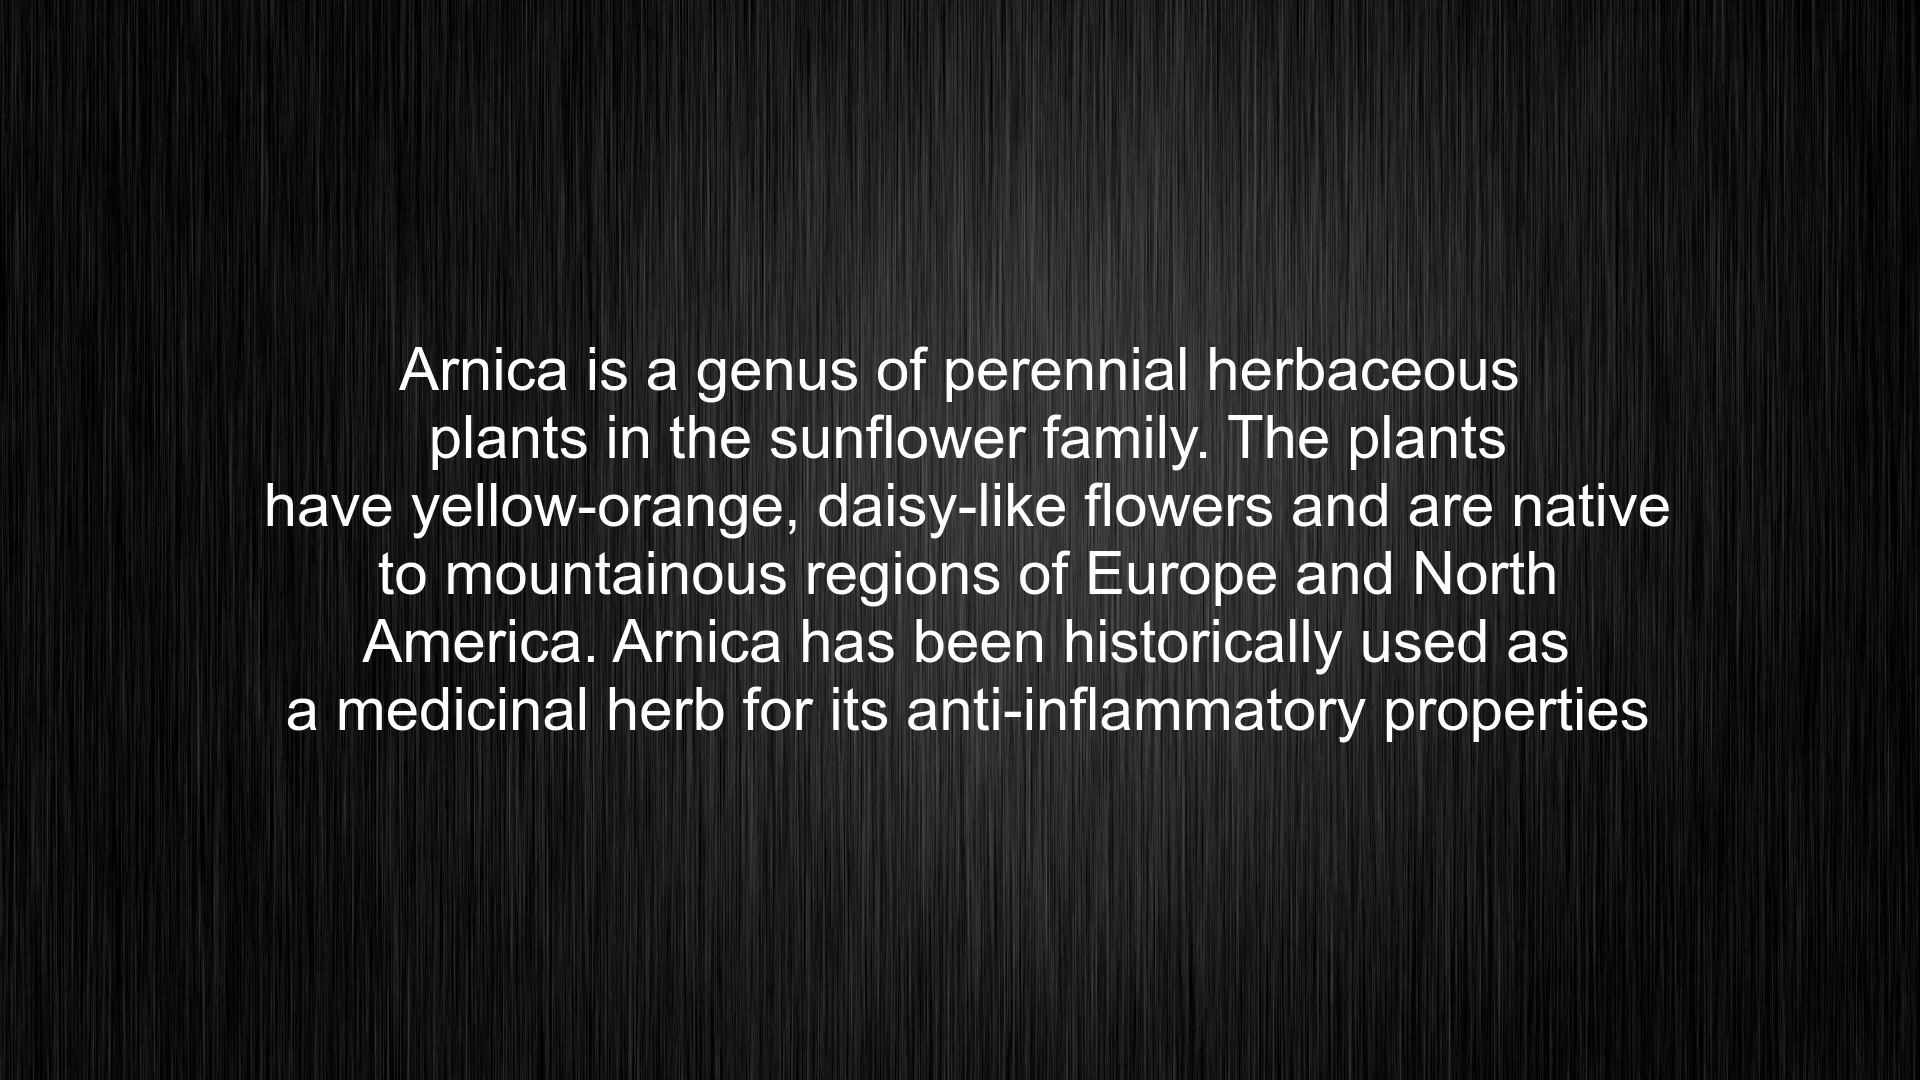 Arnica is a genus of perennial herbaceous
plants in the sunflower family. The plants
have yellow-orange, daisy-like flowers and are native
to mountainous regions of Europe and North
America. Arnica has been historically used as
a medicinal herb for its anti-inflammatory properties